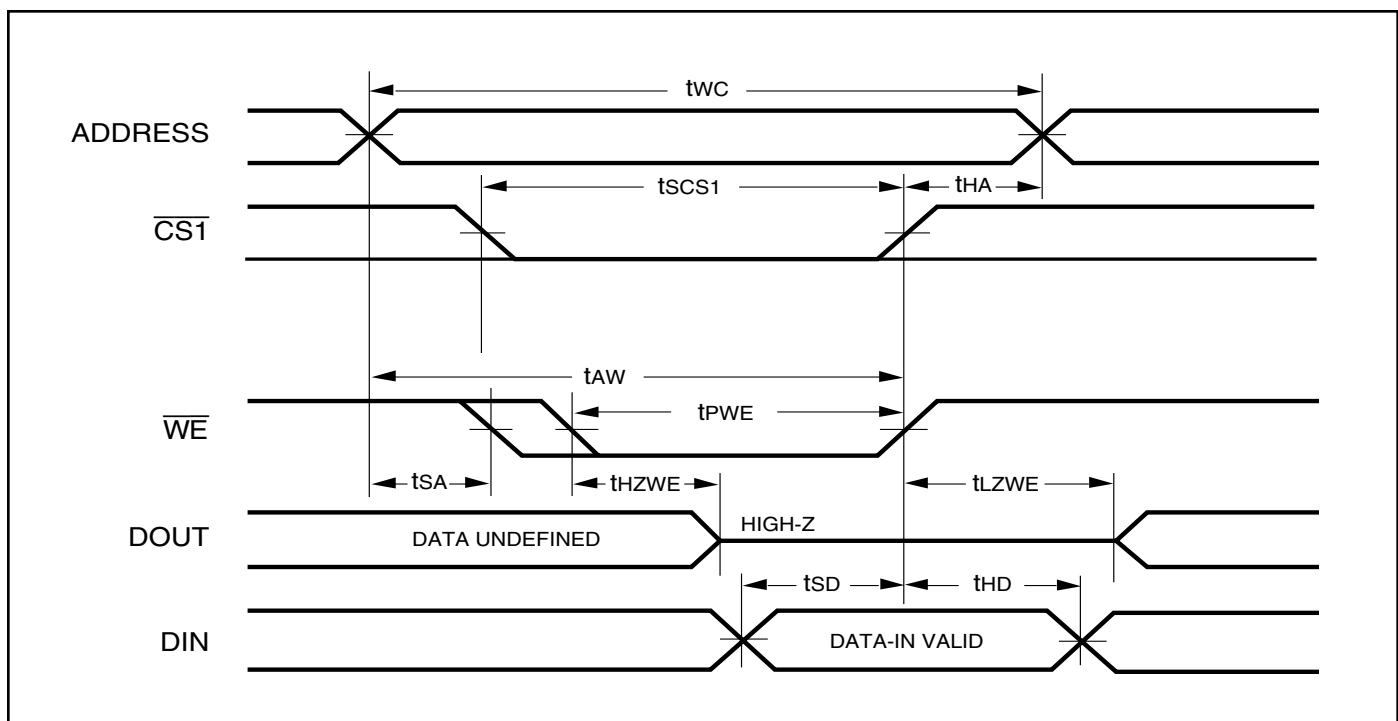 tWC
ADDRESS
tSCS1
tHA
CS1
tAW
tPWE
WE
tSA
tHZWE
tLZWE
DOUT
DATA UNDEFINED
HIGH-Z
tSD
tHD
DIN
DATA-IN VALID